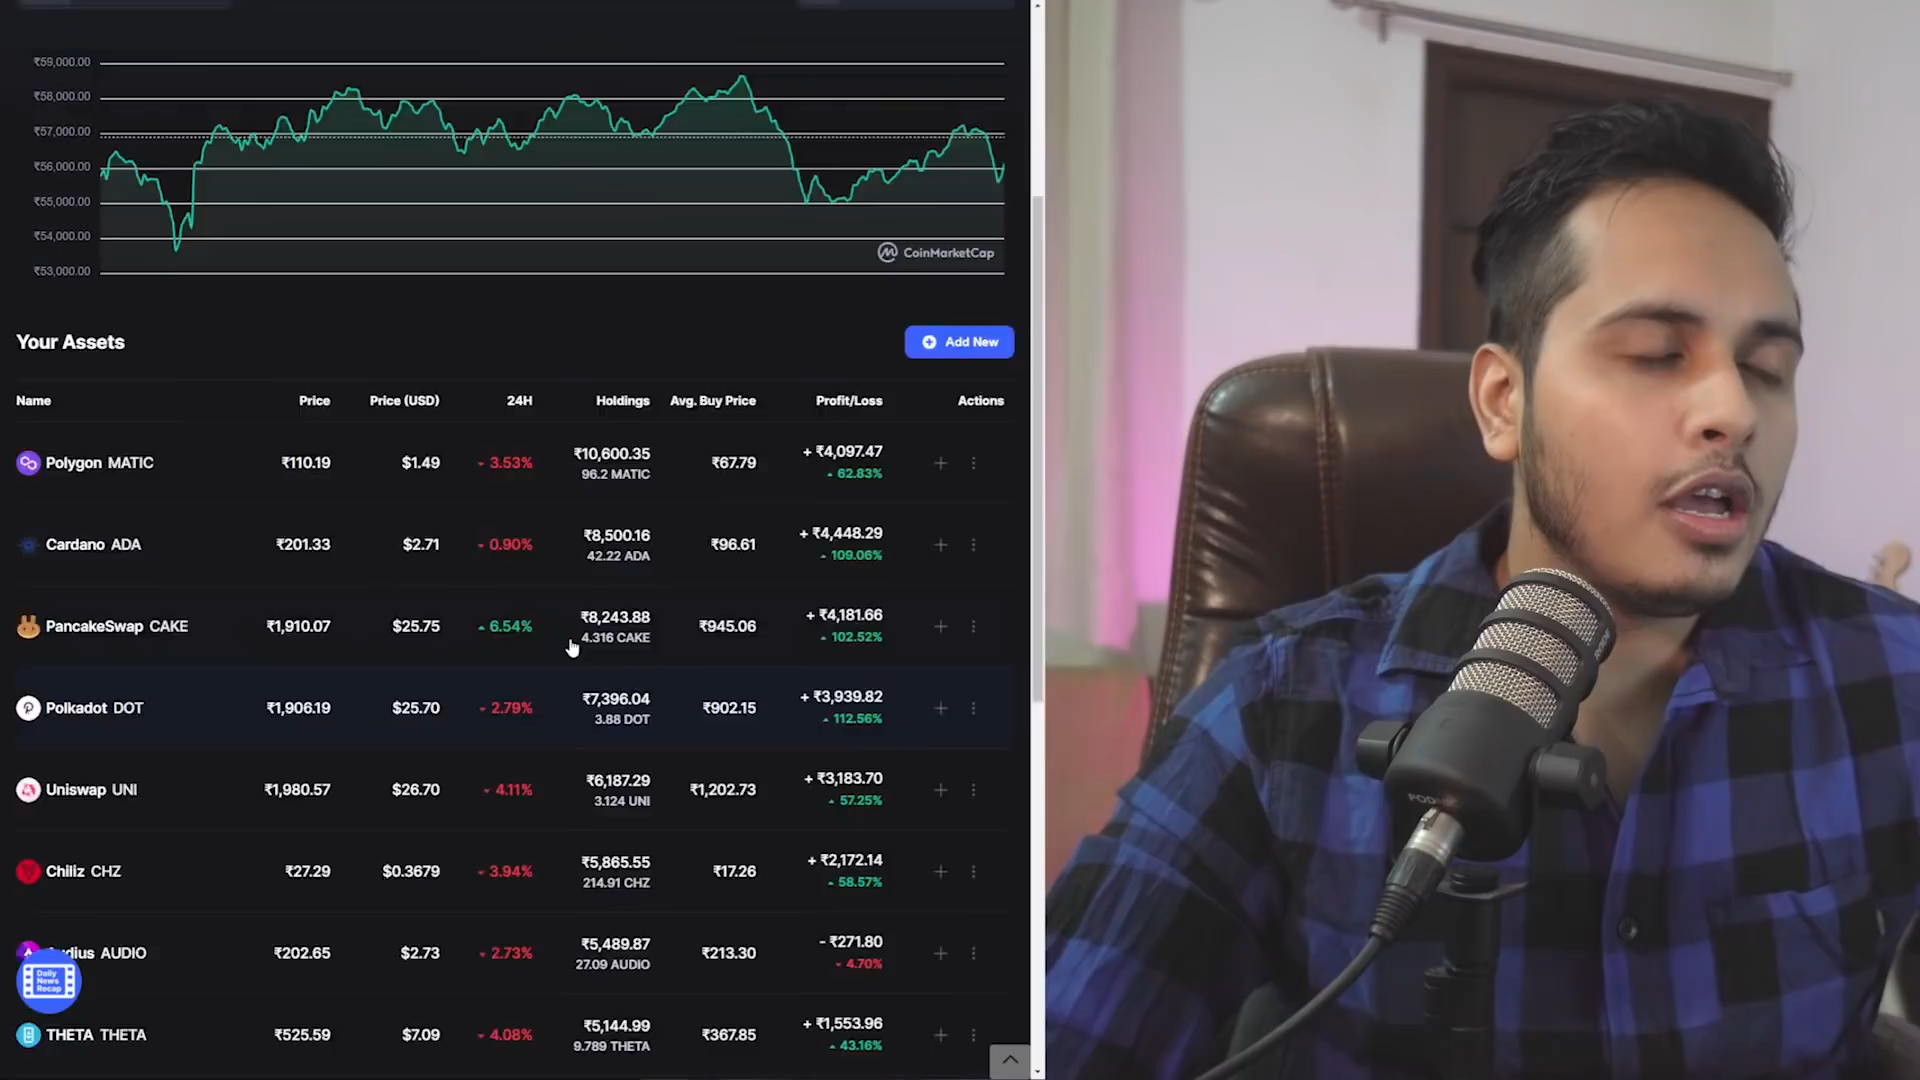 ₹59,000.00
₹58,000.00
₹57,000.00
₹56,000.00
₹55,000.00
₹54,000.00
₹53,000.00
CoinMarketCap
Your Assets
Add New
Name Price Price (USD) 24H Holdings Avg. Buy Price Profit/Loss Actions
Polygon MATIC ₹110.19 $1.49 3.53% ₹10,600.35 ₹67.79 + ₹4,097.47
96.2 MATIC 62.83%
Cardano ADA ₹201.33 $2.71 0.90% ₹8,500.16 ₹96.61 + ₹4,448.29
42.22 ADA 109.06%
PancakeSwap CAKE ₹1,910.07 $25.75 6.54% ₹8,243.88 ₹945.06 + ₹4,181.66
4.316 CAKE 102.52%
Polkadot DOT ₹1,906.19 $25.70 2.79% ₹7,396.04 ₹902.15 + ₹3,939.82
3.88 DOT 112.56%
Uniswap UNI ₹1,980.57 $26.70 4.11% ₹6,187.29 ₹1,202.73 + ₹3,183.70
3.124 UNI 57.25%
Chiliz CHZ ₹27.29 $0.3679 3.94% ₹5,865.55 ₹17.26 + ₹2,172.14
214.91 CHZ 58.57%
AUDIO ₹202.65 $2.73 2.73% ₹5,489.87 ₹213.30 - ₹271.80
27.09 AUDIO 4.70%
Daily
News
Recap
THETA THETA ₹525.59 $7.09 4.08% ₹5,144.99 ₹367.85 + ₹1,553.96
9.789 THETA 43.16%
RODE
POD